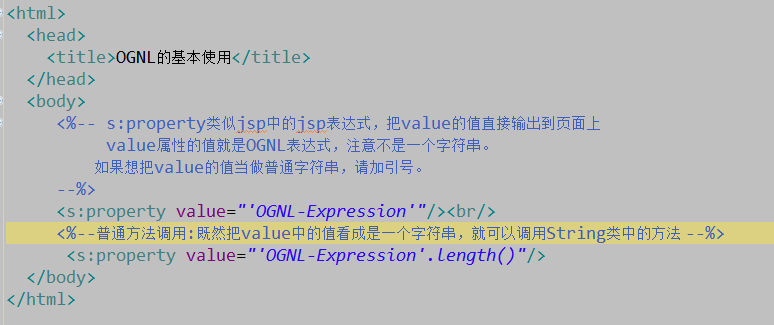 <html>
<head>
<title>OGNL的基本使用</title>
</head>
<body>
<%-- s:property类似jsp中的jsp表达式，把value的值直接输出到页面上
value属性的值就是OGNL表达式，注意不是一个字符串。
如果想把value的值当做普通字符串，请加引号。
--%>
<s:property value="'OGNL-Expression'"/><br/>
<%--普通方法调用:既然把value中的值看成是一个字符串，就可以调用String类中的方法 --%>
<s:property value="'OGNL-Expression'.length()"/>
</body>
</html>